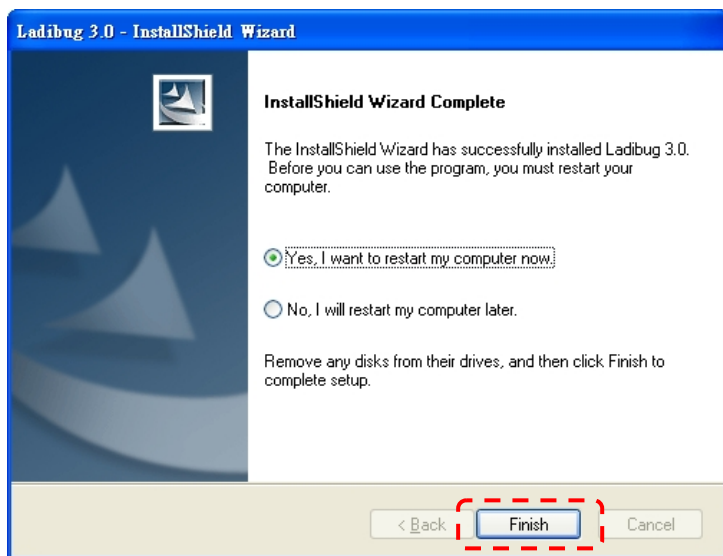 Ladibug 3.0 - InstallShield Wizard
InstallShield Wizard Complete
The InstallShield Wizard has successfully installed Ladibug 3.0.
Before you can use the program, you must restart your
computer.
Yes, I want to restart my computer now.
No, I will restart my computer later.
Remove any disks from their drives, and then click Finish to
complete setup.
< Back Finish Cancel